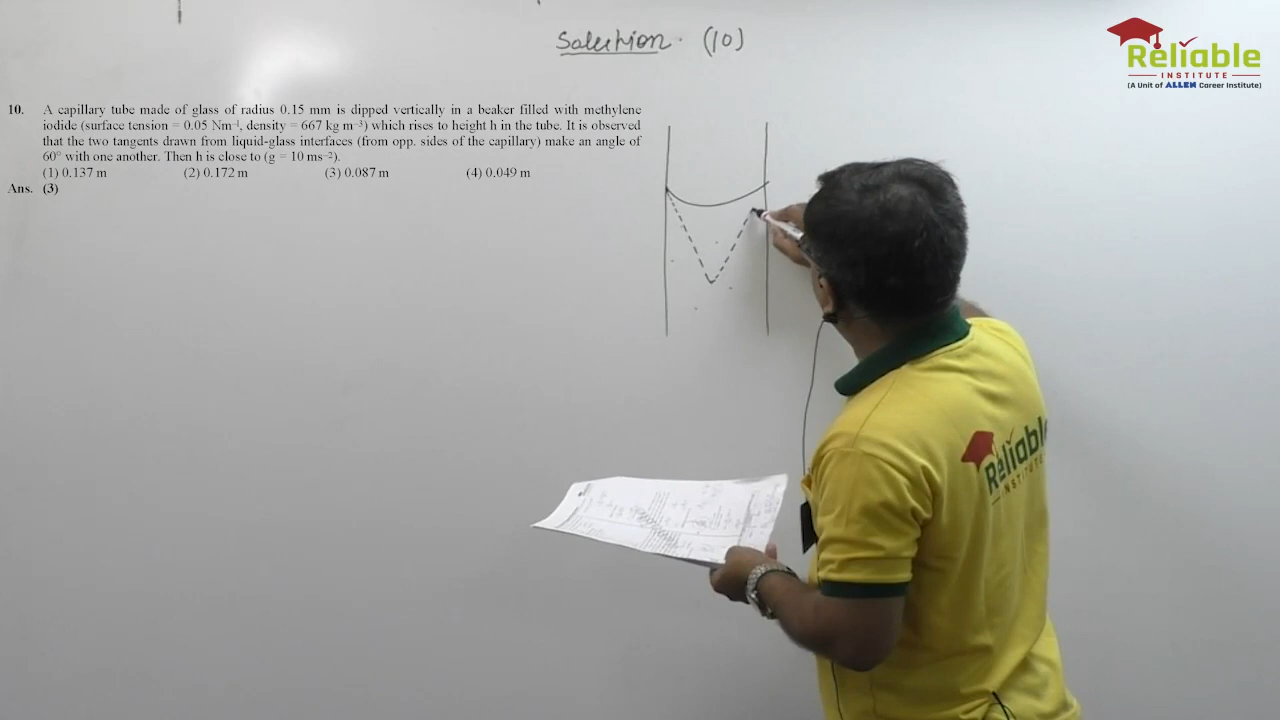 Solution. (10)
Reliable
INSTITUTE
(A Unit of ALLEN Career Institute)
10. A capillary tube made of glass of radius 0.15 mm is dipped vertically in a beaker filled with methylene
iodide (surface tension = 0.05 Nm⁻¹, density = 667 kg m⁻³) which rises to height h in the tube. It is observed
that the two tangents drawn from liquid-glass interfaces (from opp. sides of the capillary) make an angle of
60° with one another. Then h is close to (g = 10 ms⁻²).
(1) 0.137 m (2) 0.172 m (3) 0.087 m (4) 0.049 m
Ans. (3)
Reliable
INSTITUTE